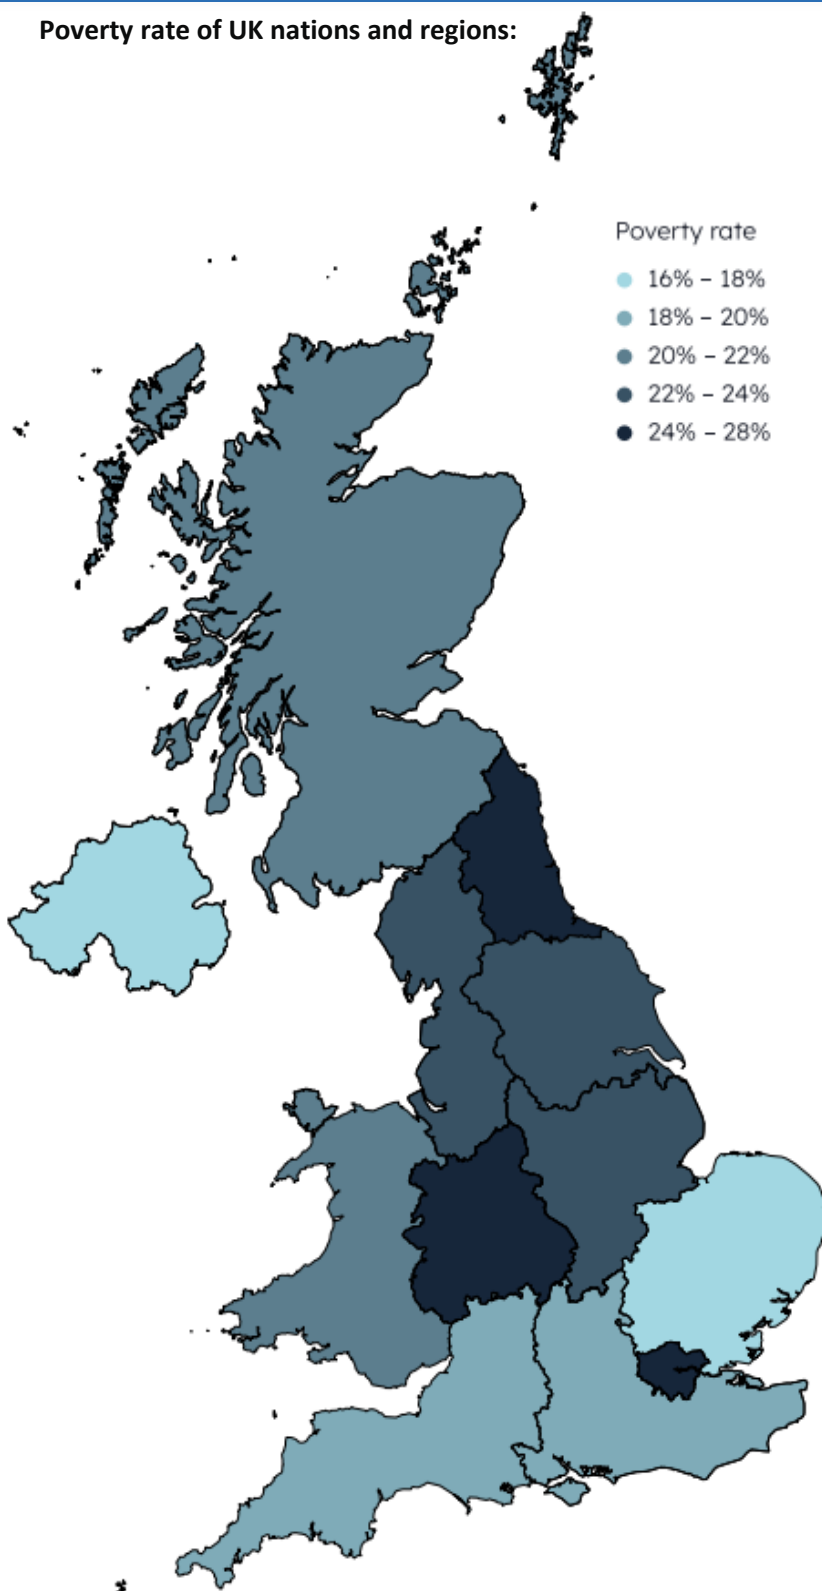 Poverty rate of UK nations and regions:
Poverty rate
16% – 18%
18% – 20%
20% – 22%
22% – 24%
24% – 28%